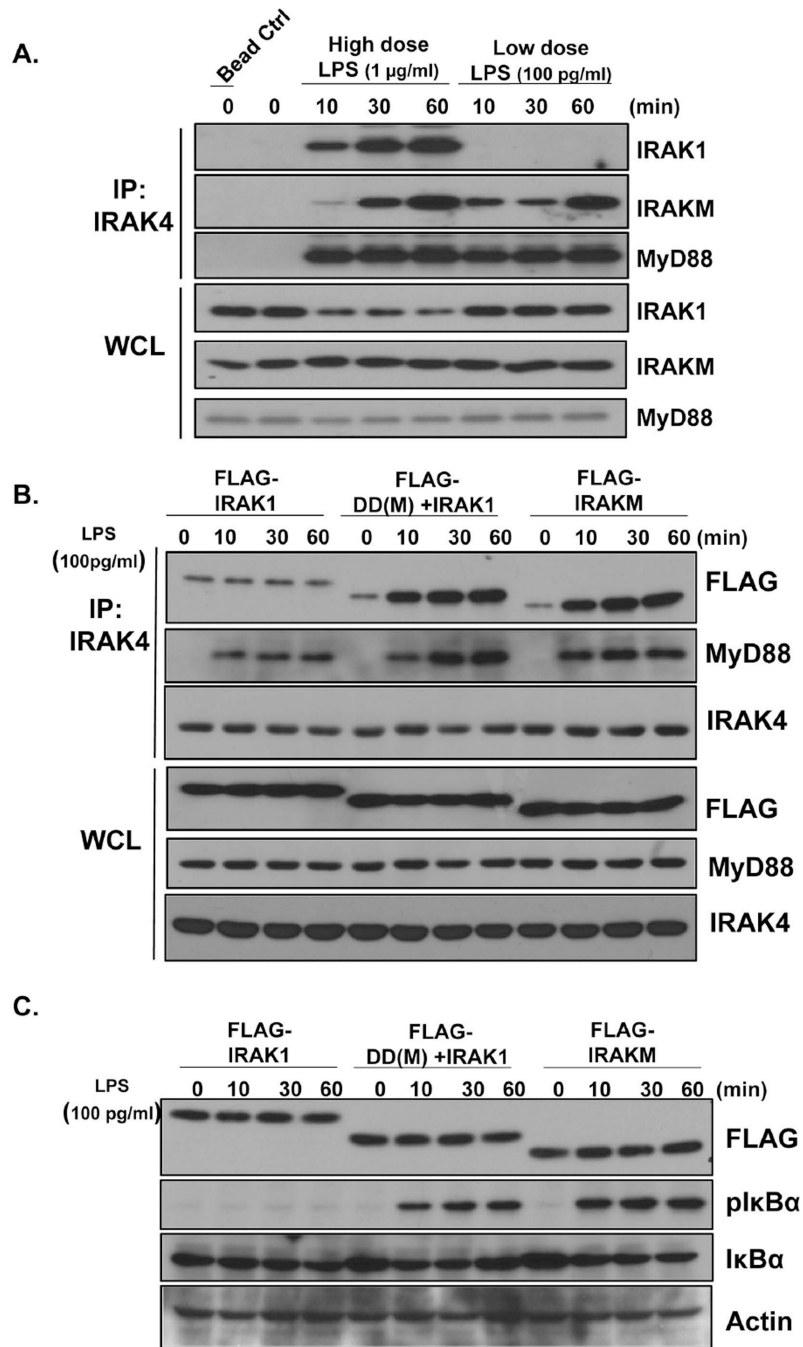 A.
Bead Ctrl
High dose
LPS (1 µg/ml)
Low dose
LPS (100 pg/ml)
0 0 10 30 60 10 30 60 (min)
IP:
IRAK4
IRAK1
IRAKM
MyD88
WCL
IRAK1
IRAKM
MyD88
B.
FLAG-
IRAK1
FLAG-
DD(M) +IRAK1
FLAG-
IRAKM
LPS
(100pg/ml)
0 10 30 60 0 10 30 60 0 10 30 60 (min)
IP:
IRAK4
FLAG
MyD88
IRAK4
WCL
FLAG
MyD88
IRAK4
C.
FLAG-
IRAK1
FLAG-
DD(M) +IRAK1
FLAG-
IRAKM
LPS
(100 pg/ml)
0 10 30 60 0 10 30 60 0 10 30 60 (min)
FLAG
pIκBα
IκBα
Actin